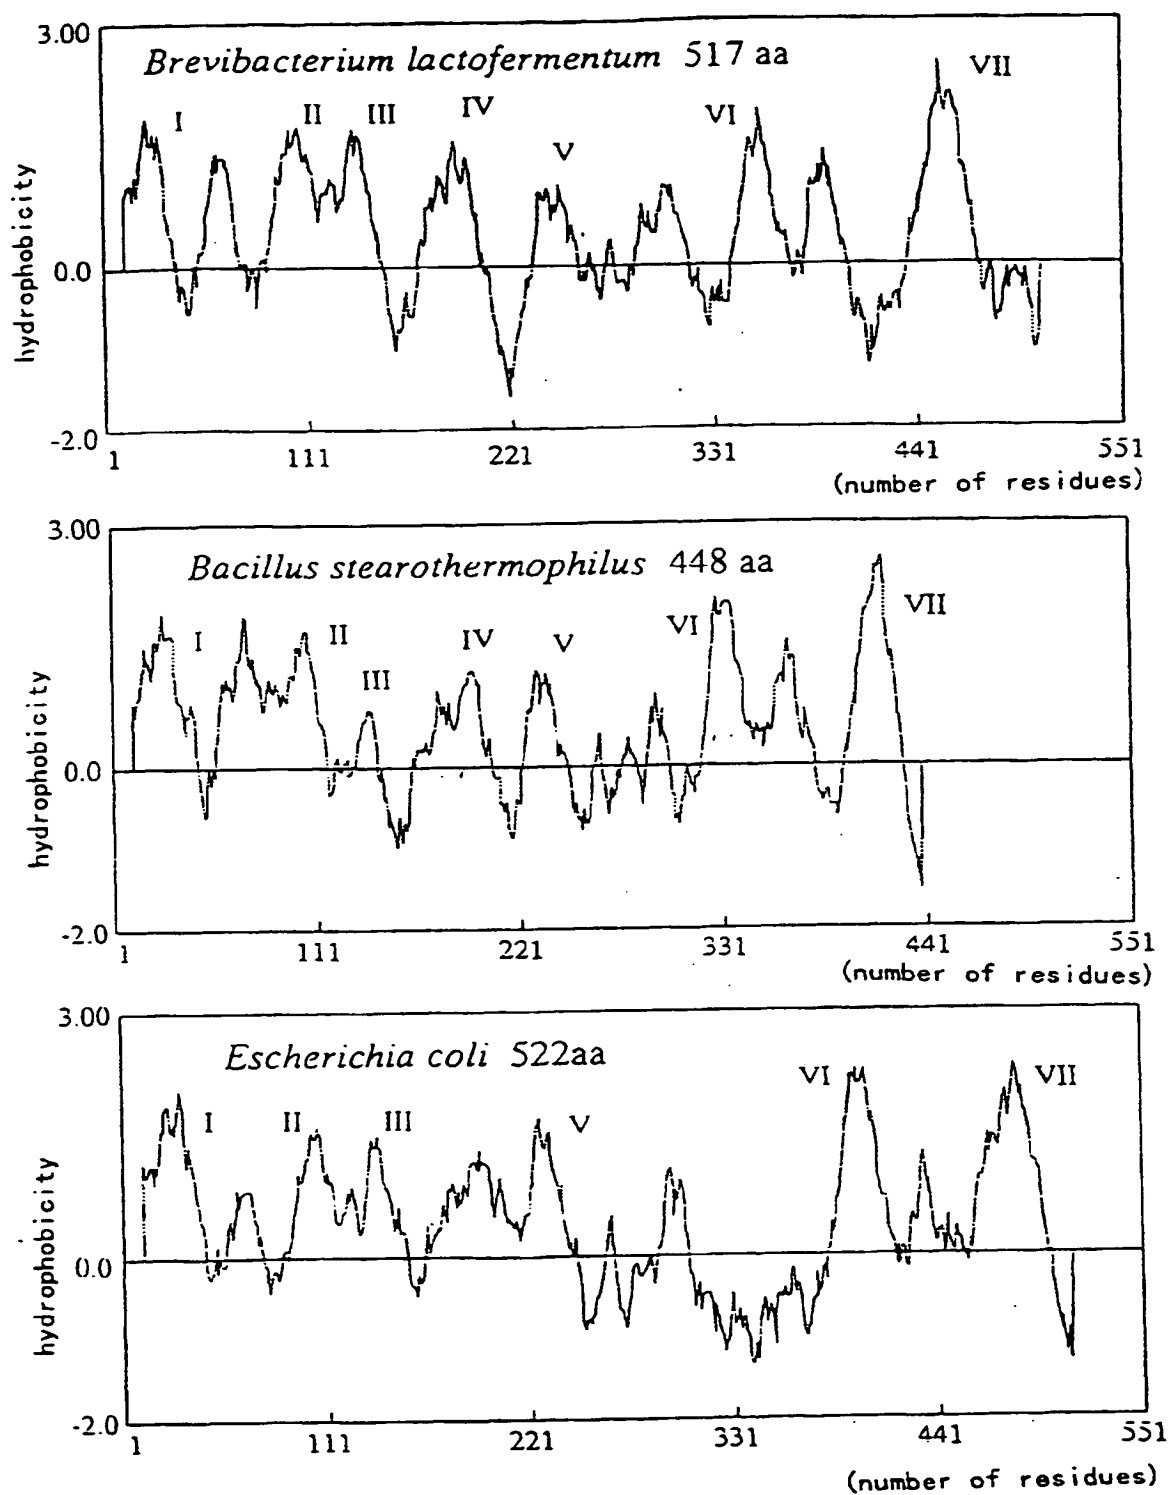 3.00
Brevibacterium lactofermentum 517 aa
I
II
III
IV
V
VI
VII
hydrophobicity
0.0
-2.0
1
111
221
331
441
551
(number of residues)
3.00
Bacillus stearothermophilus 448 aa
I
II
III
IV
V
VI
VII
hydrophobicity
0.0
-2.0
1
111
221
331
441
551
(number of residues)
3.00
Escherichia coli 522aa
I
II
III
V
VI
VII
hydrophobicity
0.0
-2.0
1
111
221
331
441
551
(number of residues)